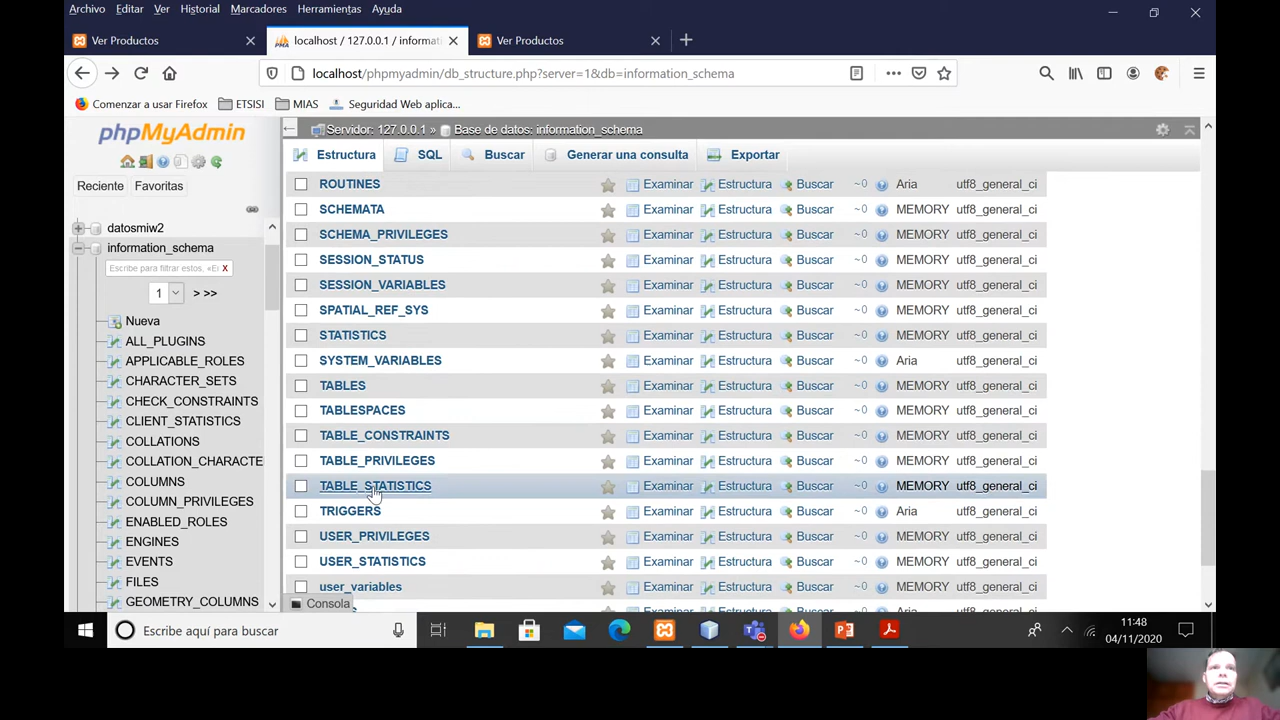 Archivo Editar Ver Historial Marcadores Herramientas Ayuda
Ver Productos
localhost / 127.0.0.1 / informati
Ver Productos
localhost/phpmyadmin/db_structure.php?server=1&db=information_schema
Comenzar a usar Firefox ETSISI MIAS Seguridad Web aplica...
phpMyAdmin
Reciente Favoritas
datosmiw2
information_schema
Escribe para filtrar estos. «En X
1 > >>
Nueva
ALL_PLUGINS
APPLICABLE_ROLES
CHARACTER_SETS
CHECK_CONSTRAINTS
CLIENT_STATISTICS
COLLATIONS
COLLATION_CHARACTE
COLUMNS
COLUMN_PRIVILEGES
ENABLED_ROLES
ENGINES
EVENTS
FILES
GEOMETRY_COLUMNS
Servidor: 127.0.0.1 » Base de datos: information_schema
Estructura SQL Buscar Generar una consulta Exportar
ROUTINES Examinar Estructura Buscar ~0 Aria utf8_general_ci
SCHEMATA Examinar Estructura Buscar ~0 MEMORY utf8_general_ci
SCHEMA_PRIVILEGES Examinar Estructura Buscar ~0 MEMORY utf8_general_ci
SESSION_STATUS Examinar Estructura Buscar ~0 MEMORY utf8_general_ci
SESSION_VARIABLES Examinar Estructura Buscar ~0 MEMORY utf8_general_ci
SPATIAL_REF_SYS Examinar Estructura Buscar ~0 MEMORY utf8_general_ci
STATISTICS Examinar Estructura Buscar ~0 MEMORY utf8_general_ci
SYSTEM_VARIABLES Examinar Estructura Buscar ~0 Aria utf8_general_ci
TABLES Examinar Estructura Buscar ~0 MEMORY utf8_general_ci
TABLESPACES Examinar Estructura Buscar ~0 MEMORY utf8_general_ci
TABLE_CONSTRAINTS Examinar Estructura Buscar ~0 MEMORY utf8_general_ci
TABLE_PRIVILEGES Examinar Estructura Buscar ~0 MEMORY utf8_general_ci
TABLE_STATISTICS Examinar Estructura Buscar ~0 MEMORY utf8_general_ci
TRIGGERS Examinar Estructura Buscar ~0 Aria utf8_general_ci
USER_PRIVILEGES Examinar Estructura Buscar ~0 MEMORY utf8_general_ci
USER_STATISTICS Examinar Estructura Buscar ~0 MEMORY utf8_general_ci
user_variables Examinar Estructura Buscar ~0 MEMORY utf8_general_ci
Consola
Escribe aquí para buscar
11:48
04/11/2020